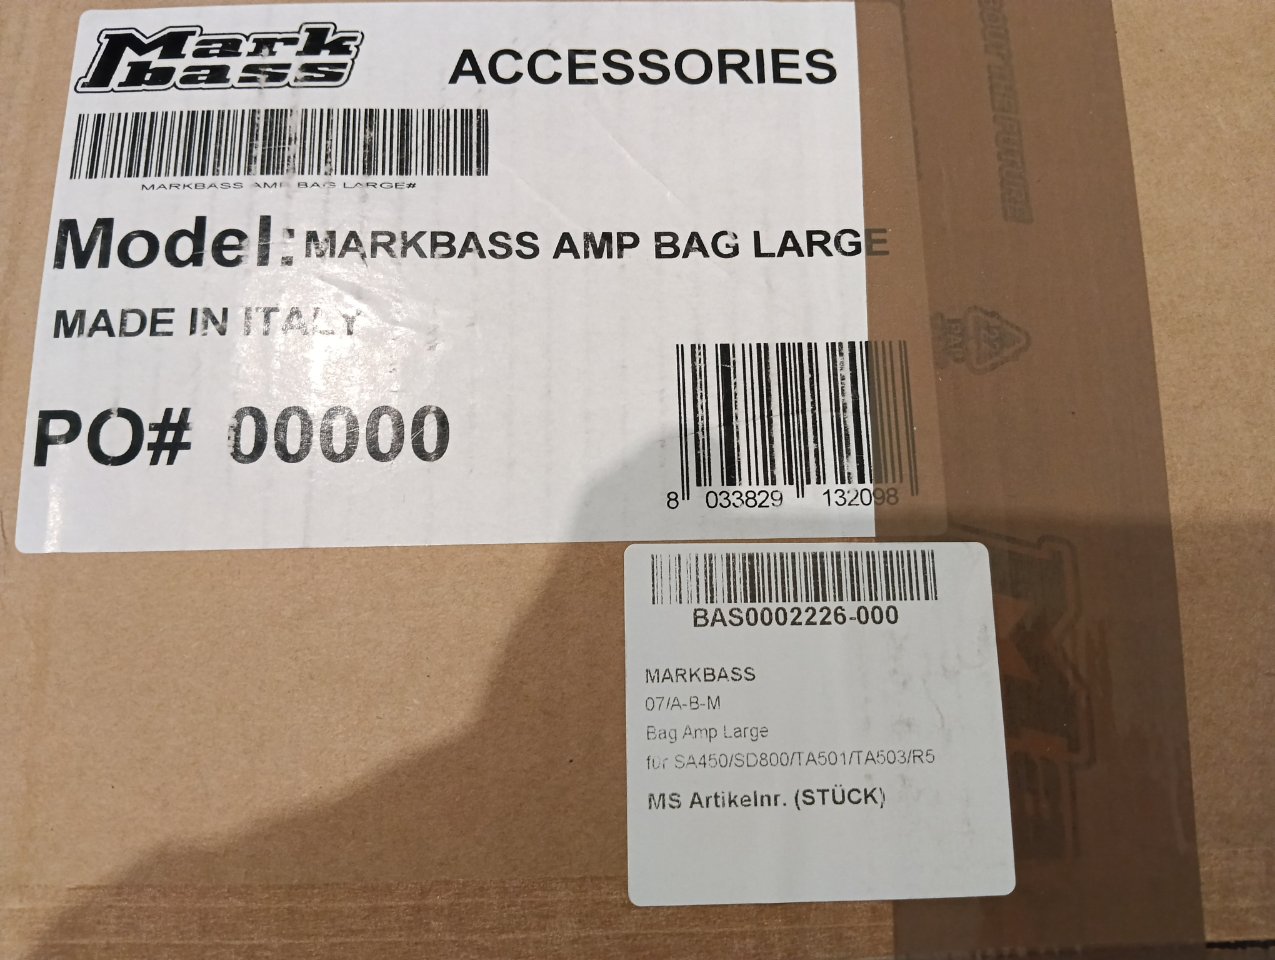 Mark
bass
ACCESSORIES
MARKBASS AMP BAG LARGE#
Model: MARKBASS AMP BAG LARGE
MADE IN ITALY
PO# 00000
8 033829 132098
PAP
BAS0002226-000
MARKBASS
07/A-B-M
Bag Amp Large
für SA450/SD800/TA501/TA503/R5
MS Artikelnr. (STÜCK)